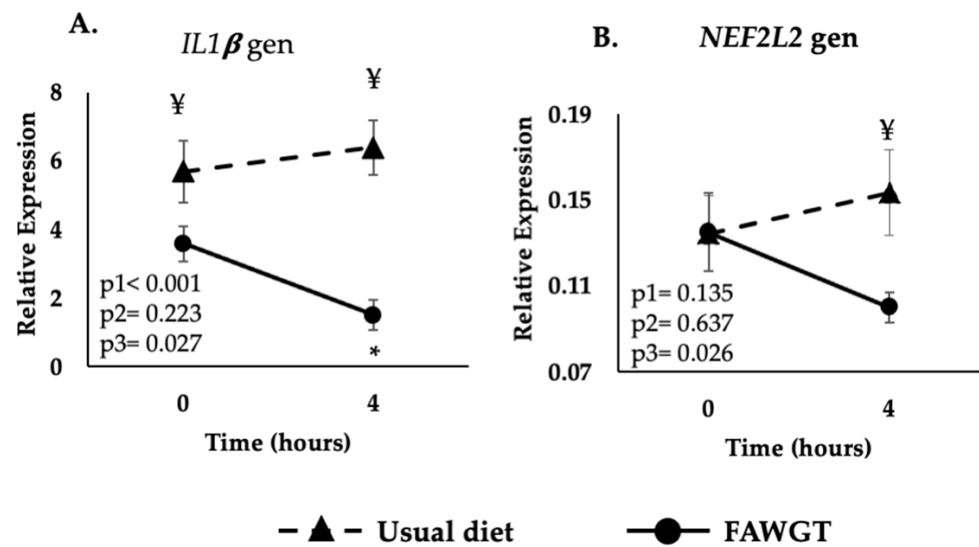 A.
IL1β gen
¥
¥
8
6
4
2
0
Relative Expression
p1< 0.001
p2= 0.223
p3= 0.027
*
0 4
Time (hours)
B.
NEF2L2 gen
¥
0.19
0.15
0.11
0.07
Relative Expression
p1= 0.135
p2= 0.637
p3= 0.026
0 4
Time (hours)
Usual diet
FAWGT